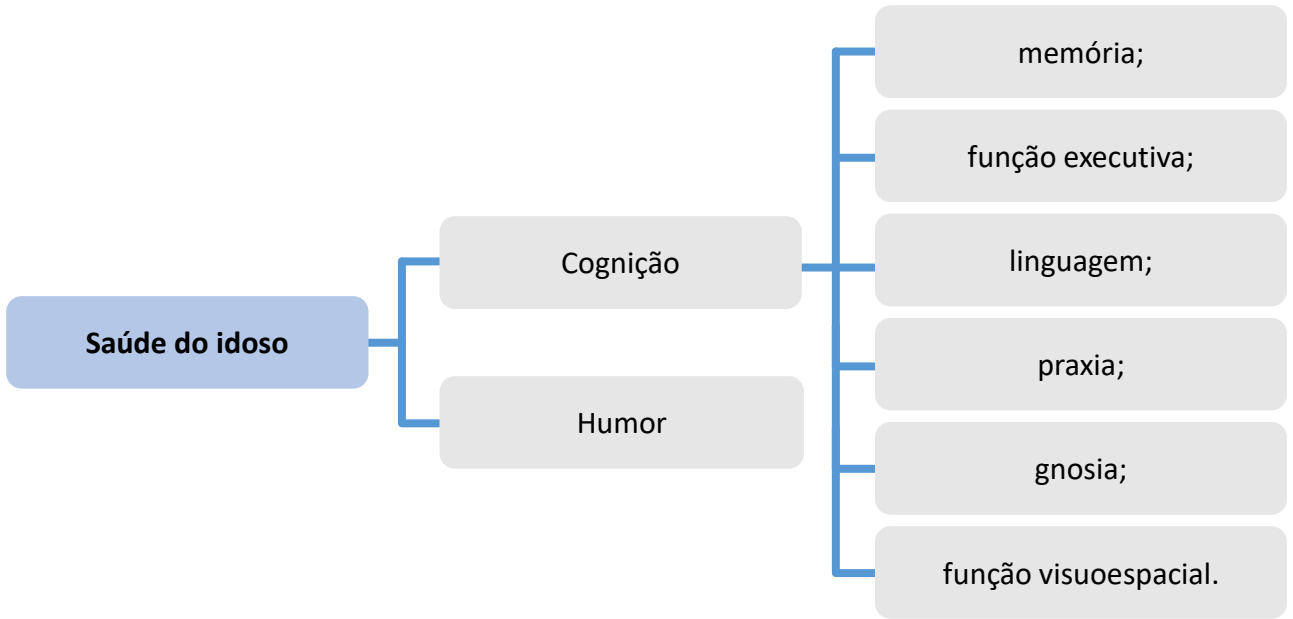 Saúde do idoso
Cognição
Humor
memória;
função executiva;
linguagem;
praxia;
gnosia;
função visuoespacial.